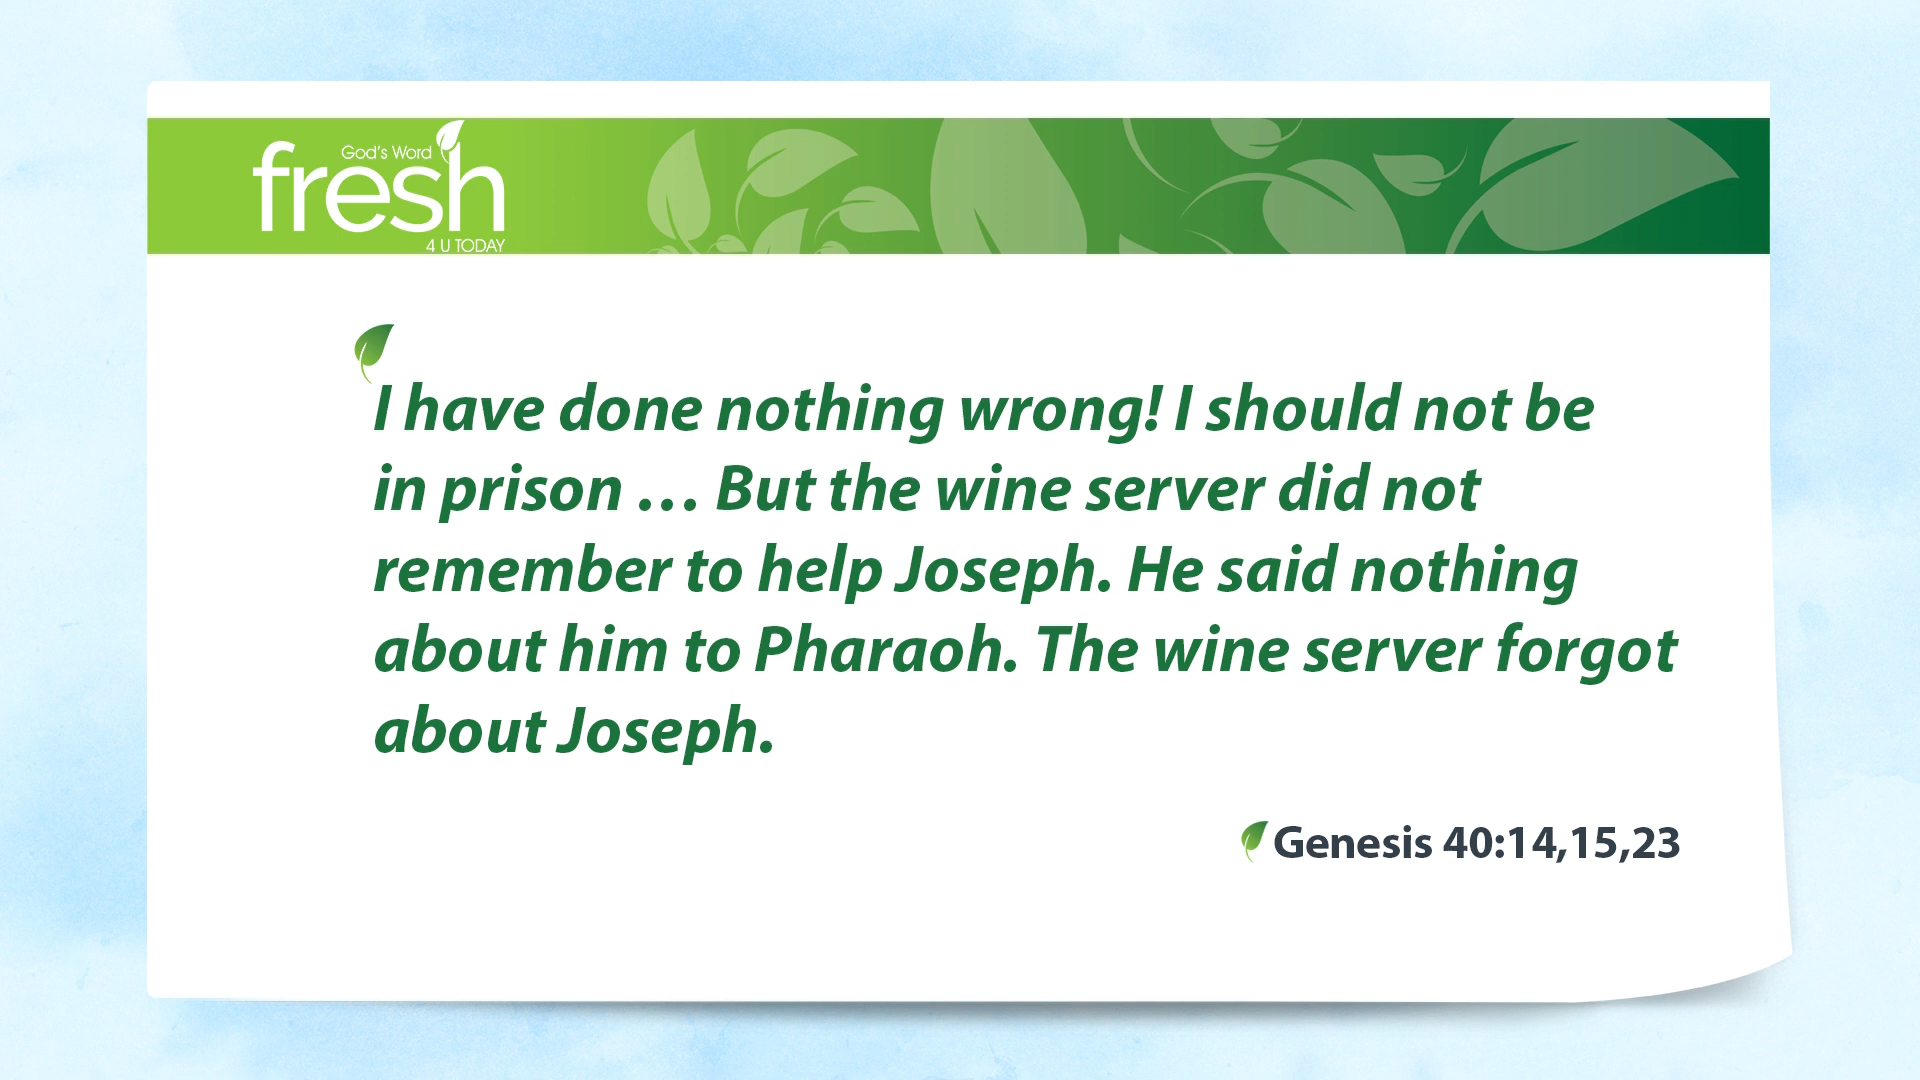 God's Word
fresh
4 U TODAY
I have done nothing wrong! I should not be
in prison … But the wine server did not
remember to help Joseph. He said nothing
about him to Pharaoh. The wine server forgot
about Joseph.
Genesis 40:14,15,23